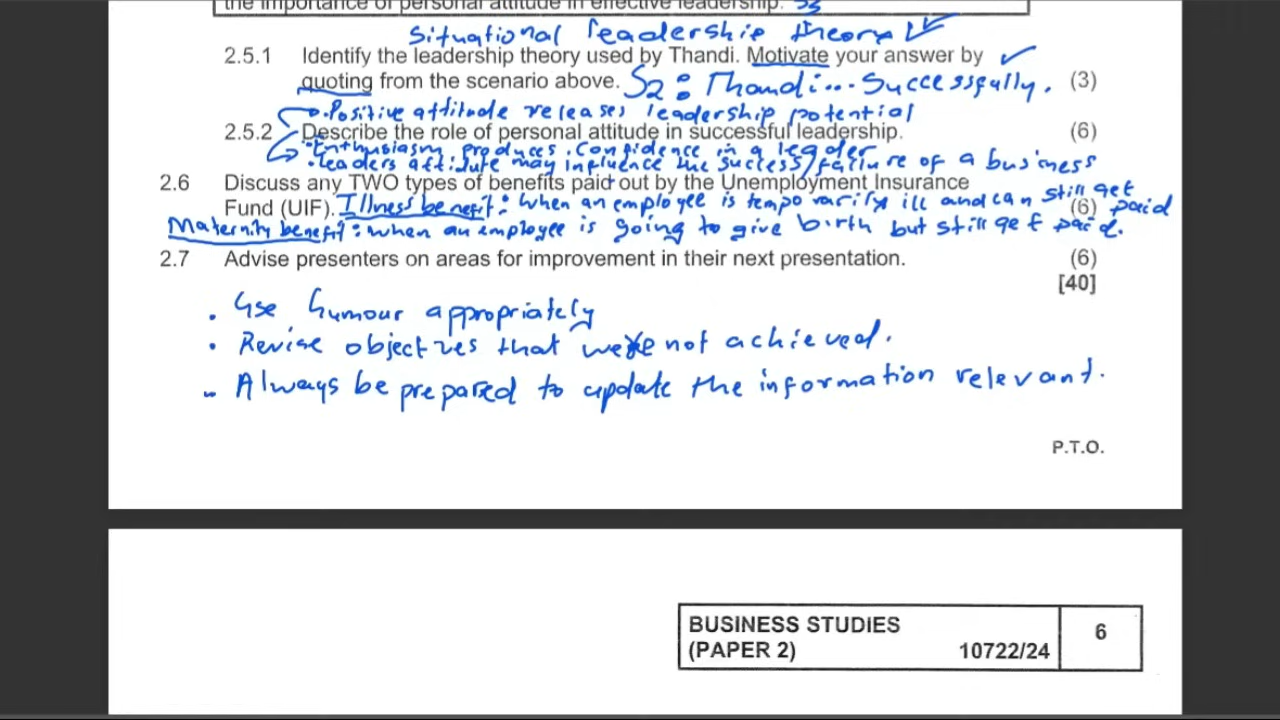 the importance of personal attitude in effective leadership. S3
Situational leadership theory
2.5.1 Identify the leadership theory used by Thandi. Motivate your answer by
quoting from the scenario above. S2 : Thandi... Successfully. (3)
• Positive attitude releases leadership potential
2.5.2 Describe the role of personal attitude in successful leadership. (6)
• Enthusiasm produces confidence in a leader
• leaders attitude may influence the success/failure of a business
2.6 Discuss any TWO types of benefits paid out by the Unemployment Insurance
Fund (UIF). Illness benefit: when an employee is temporarily ill and can still get paid (6)
Maternity benefit: when an employee is going to give birth but still get paid.
2.7 Advise presenters on areas for improvement in their next presentation. (6)
[40]
• Use humour appropriately
• Revise objectives that were not achieved.
- Always be prepared to update the information relevant.
P.T.O.
BUSINESS STUDIES
(PAPER 2) 10722/24
6